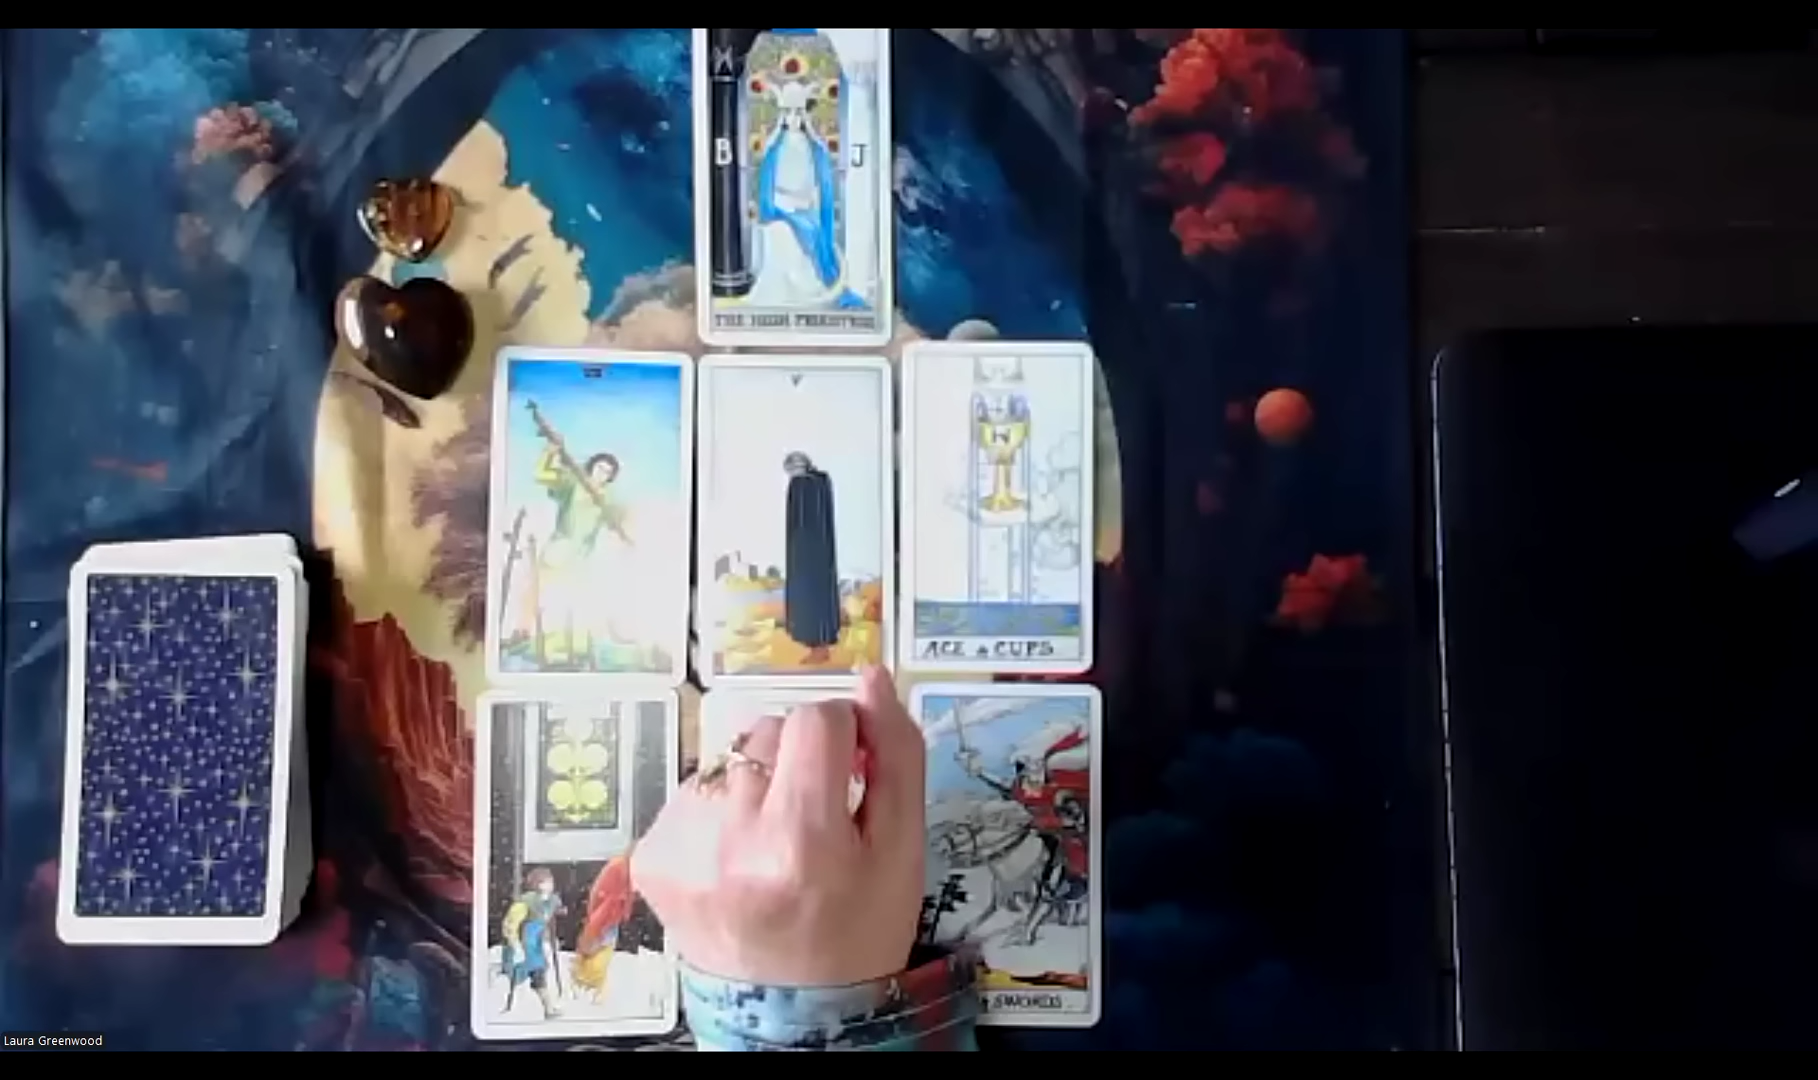 B J
THE HIGH PRIESTESS
V
ACE of CUPS
SWORDS.
Laura Greenwood